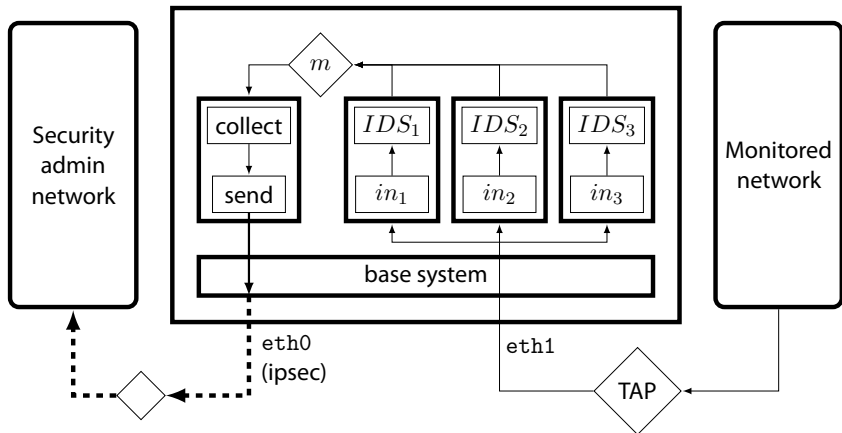 Security
admin
network
m
collect
send
IDS₁
IDS₂
IDS₃
in₁
in₂
in₃
base system
Monitored
network
eth0
(ipsec)
eth1
TAP